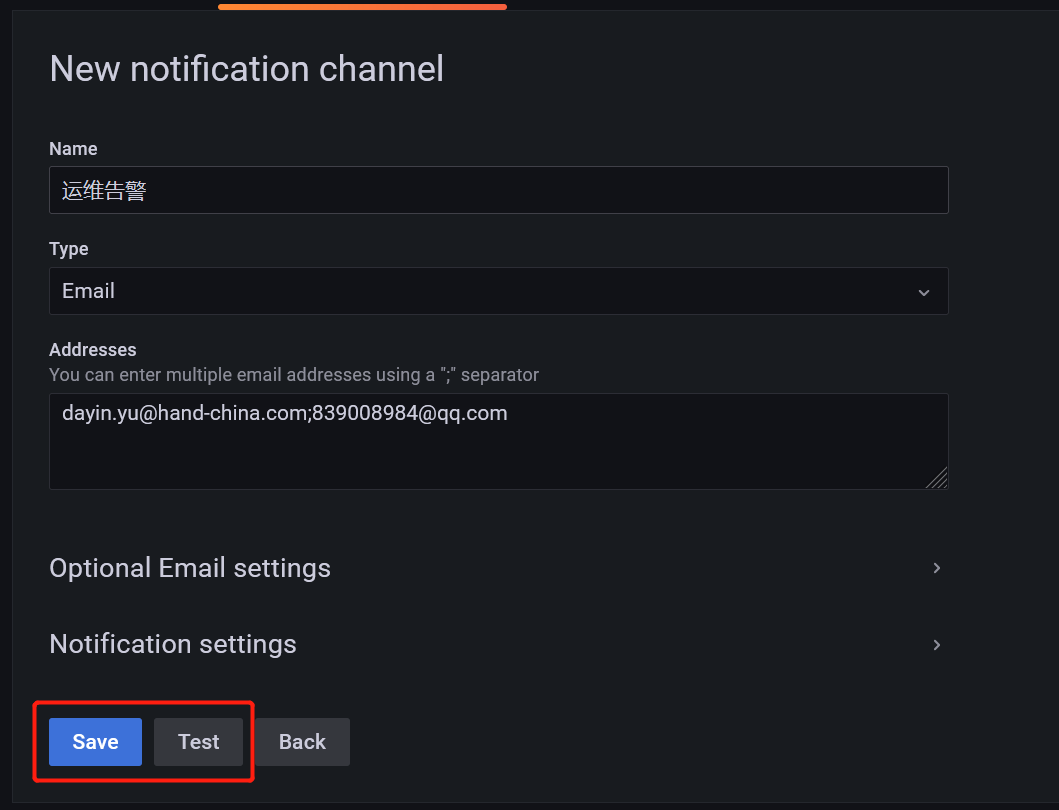 New notification channel
Name
运维告警
Type
Email
Addresses
You can enter multiple email addresses using a ";" separator
dayin.yu@hand-china.com;839008984@qq.com
Optional Email settings
Notification settings
Save Test Back